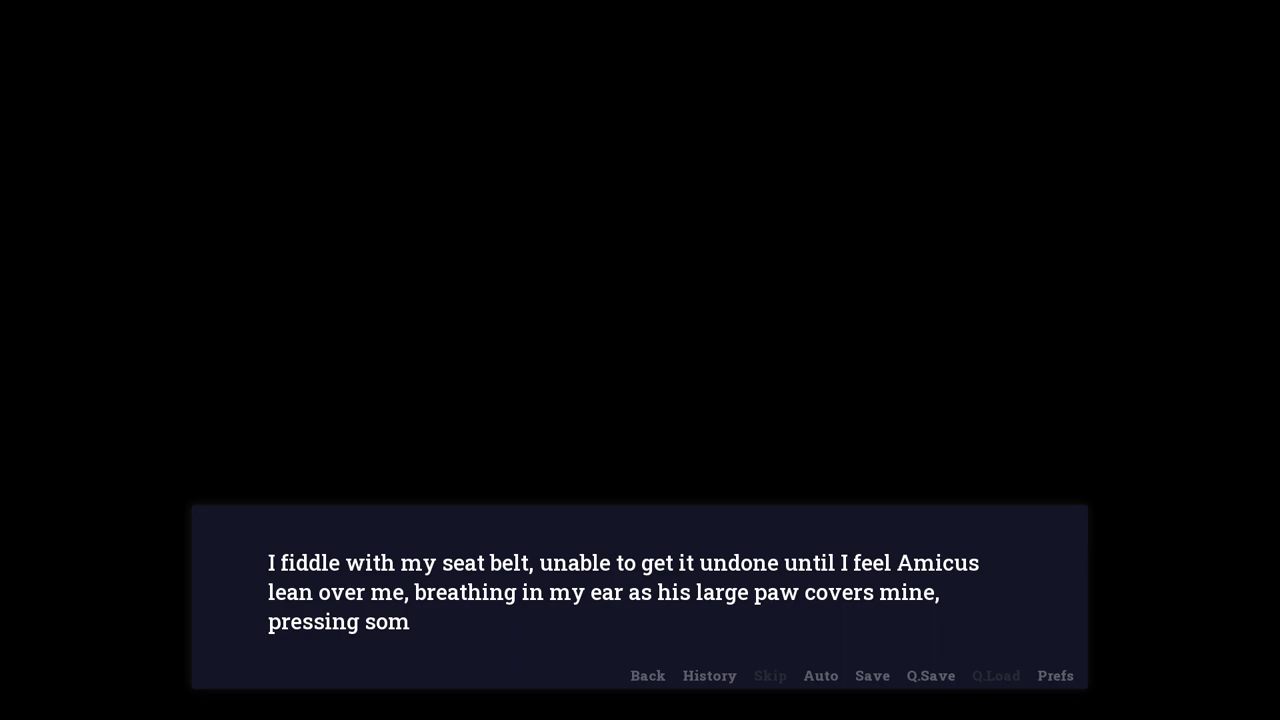 I fiddle with my seat belt, unable to get it undone until I feel Amicus
lean over me, breathing in my ear as his large paw covers mine,
pressing som
Back History Skip Auto Save Q.Save Q.Load Prefs